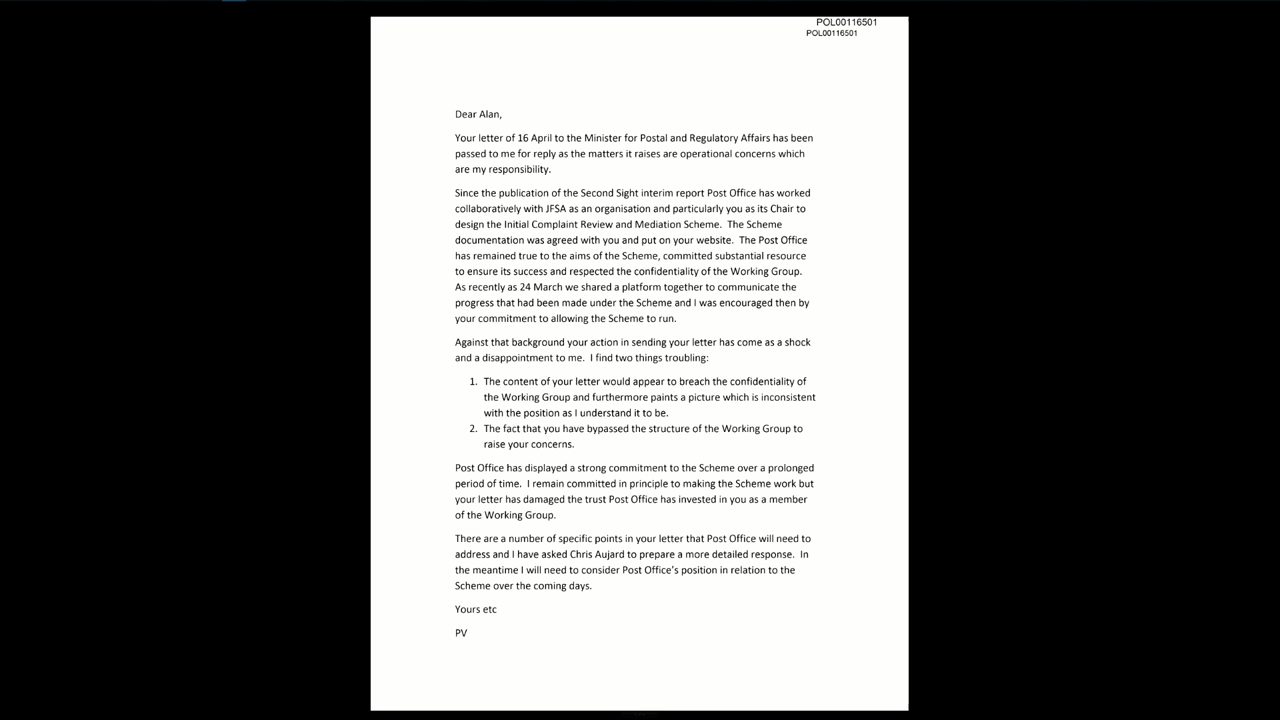 POL00116501
POL00116501
Dear Alan,
Your letter of 16 April to the Minister for Postal and Regulatory Affairs has been
passed to me for reply as the matters it raises are operational concerns which
are my responsibility.
Since the publication of the Second Sight interim report Post Office has worked
collaboratively with JFSA as an organisation and particularly you as its Chair to
design the Initial Complaint Review and Mediation Scheme.  The Scheme
documentation was agreed with you and put on your website.  The Post Office
has remained true to the aims of the Scheme, committed substantial resource
to ensure its success and respected the confidentiality of the Working Group.
As recently as 24 March we shared a platform together to communicate the
progress that had been made under the Scheme and I was encouraged then by
your commitment to allowing the Scheme to run.
Against that background your action in sending your letter has come as a shock
and a disappointment to me.  I find two things troubling:
1. The content of your letter would appear to breach the confidentiality of
the Working Group and furthermore paints a picture which is inconsistent
with the position as I understand it to be.
2. The fact that you have bypassed the structure of the Working Group to
raise your concerns.
Post Office has displayed a strong commitment to the Scheme over a prolonged
period of time.  I remain committed in principle to making the Scheme work but
your letter has damaged the trust Post Office has invested in you as a member
of the Working Group.
There are a number of specific points in your letter that Post Office will need to
address and I have asked Chris Aujard to prepare a more detailed response.  In
the meantime I will need to consider Post Office's position in relation to the
Scheme over the coming days.
Yours etc
PV